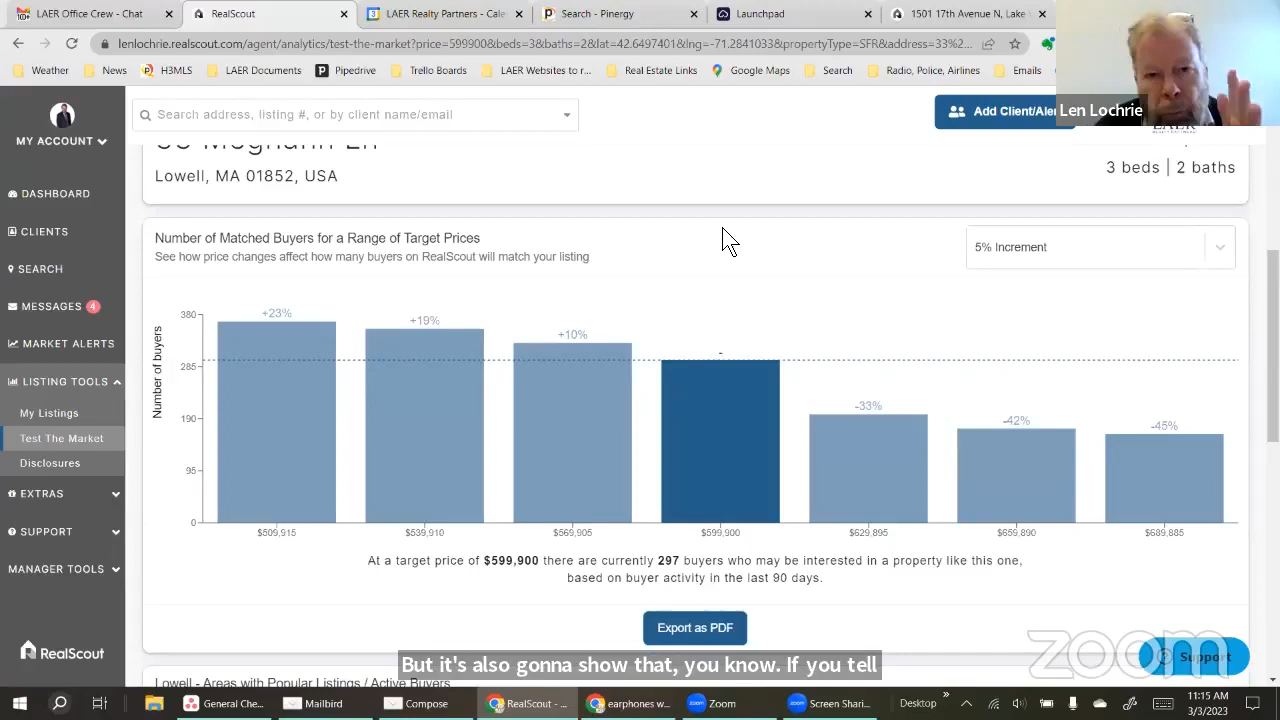 LAER Open Office Chat
RealScout
LAER Realty Partners - Cale
Search - Pinergy
Launchpad
1501 17th Avenue N, Lake
lenlochrie.realscout.com/agent/analytics/test-the-market?price=599900&beds=3&baths=2&lat=42.6497401&lon=-71.2841033&propertyType=SFR&address=33%2...
Weather
News
H3MLS
LAER Documents
Pipedrive
Trello Boards
LAER Websites to r...
Real Estate Links
Google Maps
Search
Radio, Police, Airlines
Other
Len Lochrie
MY ACCOUNT
Search address, listing #, or by client name/email
Add Client/Aler
DASHBOARD
CLIENTS
SEARCH
MESSAGES 4
MARKET ALERTS
LISTING TOOLS
My Listings
Test The Market
Disclosures
EXTRAS
SUPPORT
MANAGER TOOLS
RealScout
Lowell, MA 01852, USA
3 beds | 2 baths
Number of Matched Buyers for a Range of Target Prices
See how price changes affect how many buyers on RealScout will match your listing
5% Increment
Number of buyers
380
285
190
95
0
+23%
+19%
+10%
-
-33%
-42%
-45%
$509,915
$539,910
$569,905
$599,900
$629,895
$659,890
$689,885
At a target price of $599,900 there are currently 297 buyers who may be interested in a property like this one,
based on buyer activity in the last 90 days.
Export as PDF
zoom
Support
But it's also gonna show that, you know. If you tell
Lowell - Areas with Popular Listings / Active Buyers
General Che...
Mailbird
Compose
RealScout - ...
earphones w...
Zoom
Screen Shari...
Desktop
11:15 AM
3/3/2023